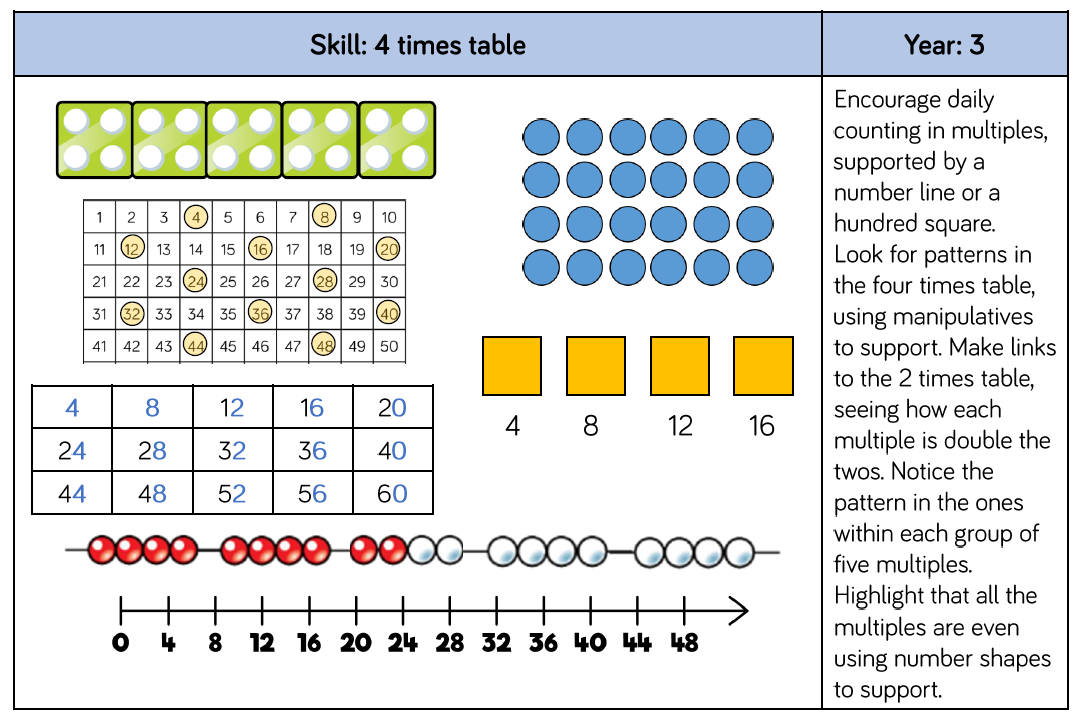 Skill: 4 times table
Year: 3
1 2 3 4 5 6 7 8 9 10
11 12 13 14 15 16 17 18 19 20
21 22 23 24 25 26 27 28 29 30
31 32 33 34 35 36 37 38 39 40
41 42 43 44 45 46 47 48 49 50
4 8 12 16 20
24 28 32 36 40
44 48 52 56 60
4 8 12 16
0 4 8 12 16 20 24 28 32 36 40 44 48
Encourage daily
counting in multiples,
supported by a
number line or a
hundred square.
Look for patterns in
the four times table,
using manipulatives
to support. Make links
to the 2 times table,
seeing how each
multiple is double the
twos. Notice the
pattern in the ones
within each group of
five multiples.
Highlight that all the
multiples are even
using number shapes
to support.